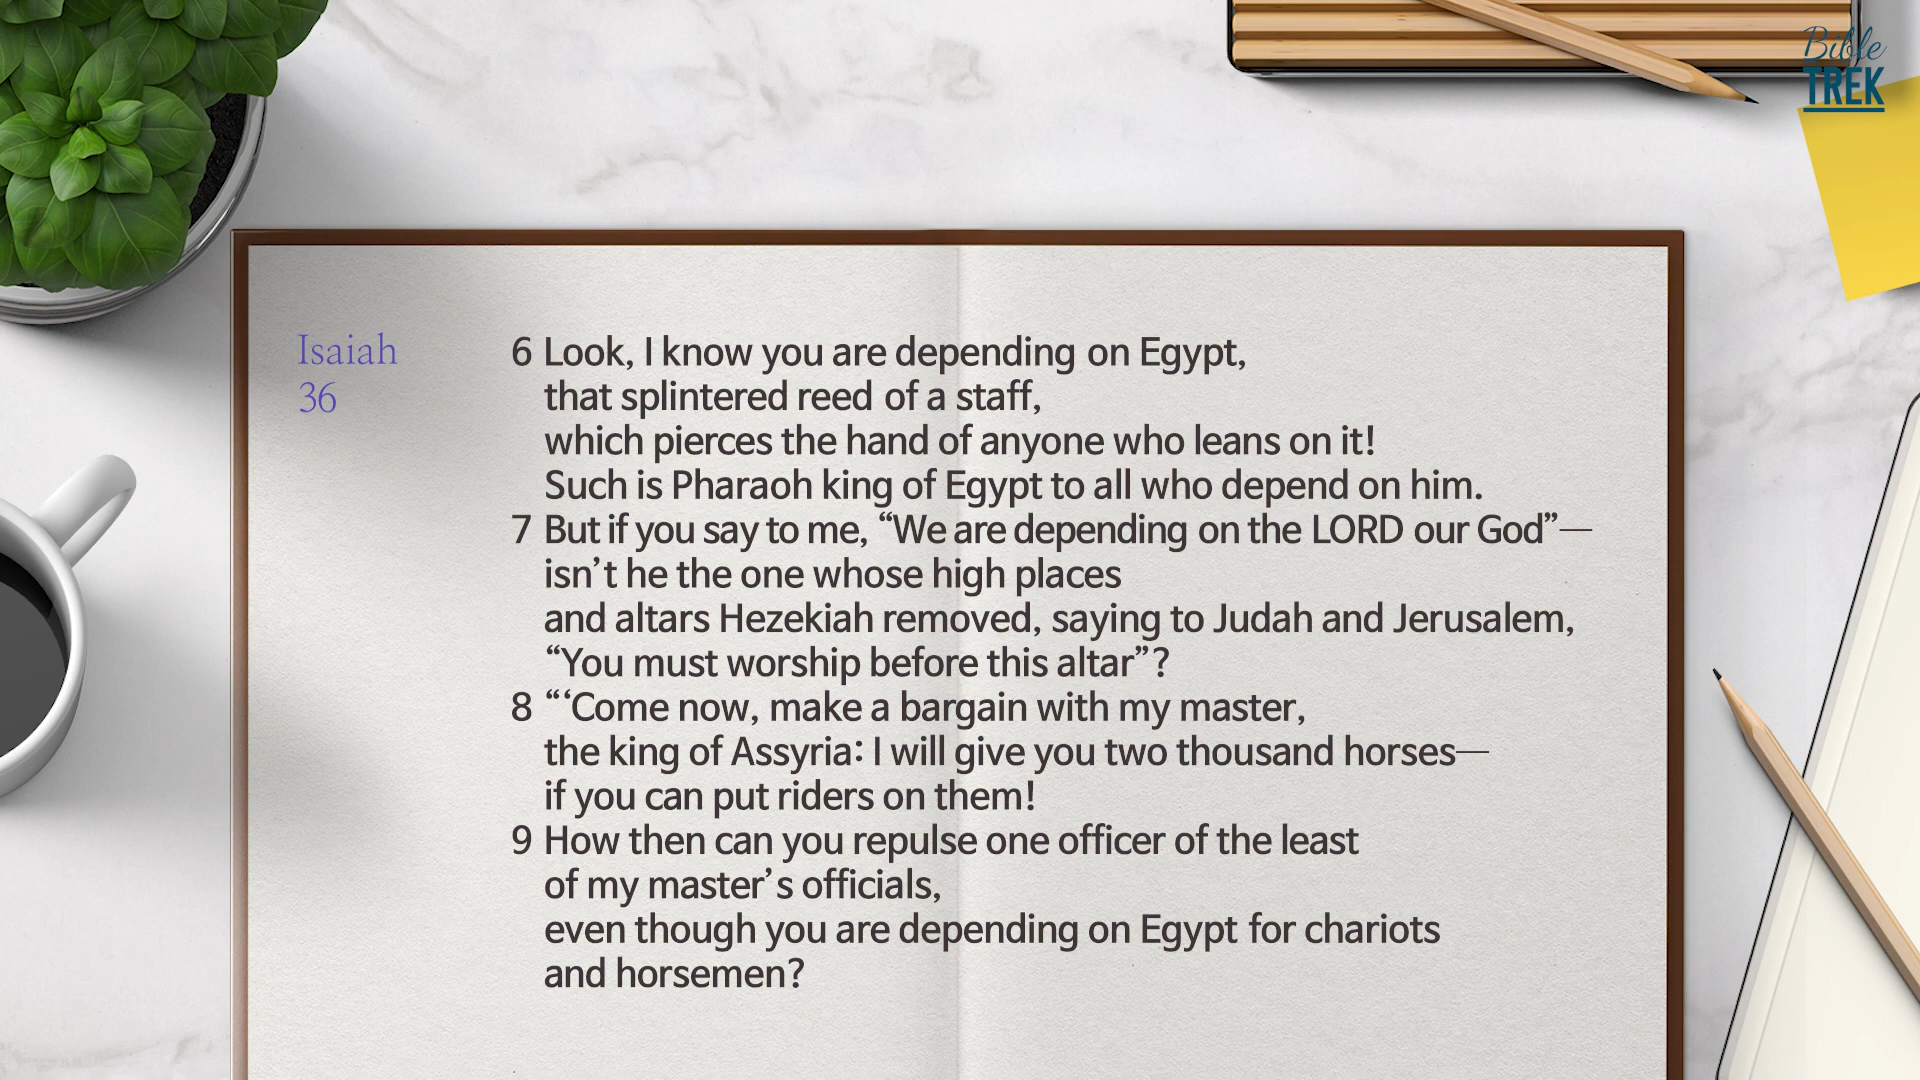 Bible
TREK
Isaiah
36
6 Look, I know you are depending on Egypt,
that splintered reed of a staff,
which pierces the hand of anyone who leans on it!
Such is Pharaoh king of Egypt to all who depend on him.
7 But if you say to me, “We are depending on the LORD our God”—
isn’t he the one whose high places
and altars Hezekiah removed, saying to Judah and Jerusalem,
“You must worship before this altar”?
8 “‘Come now, make a bargain with my master,
the king of Assyria: I will give you two thousand horses—
if you can put riders on them!
9 How then can you repulse one officer of the least
of my master’s officials,
even though you are depending on Egypt for chariots
and horsemen?